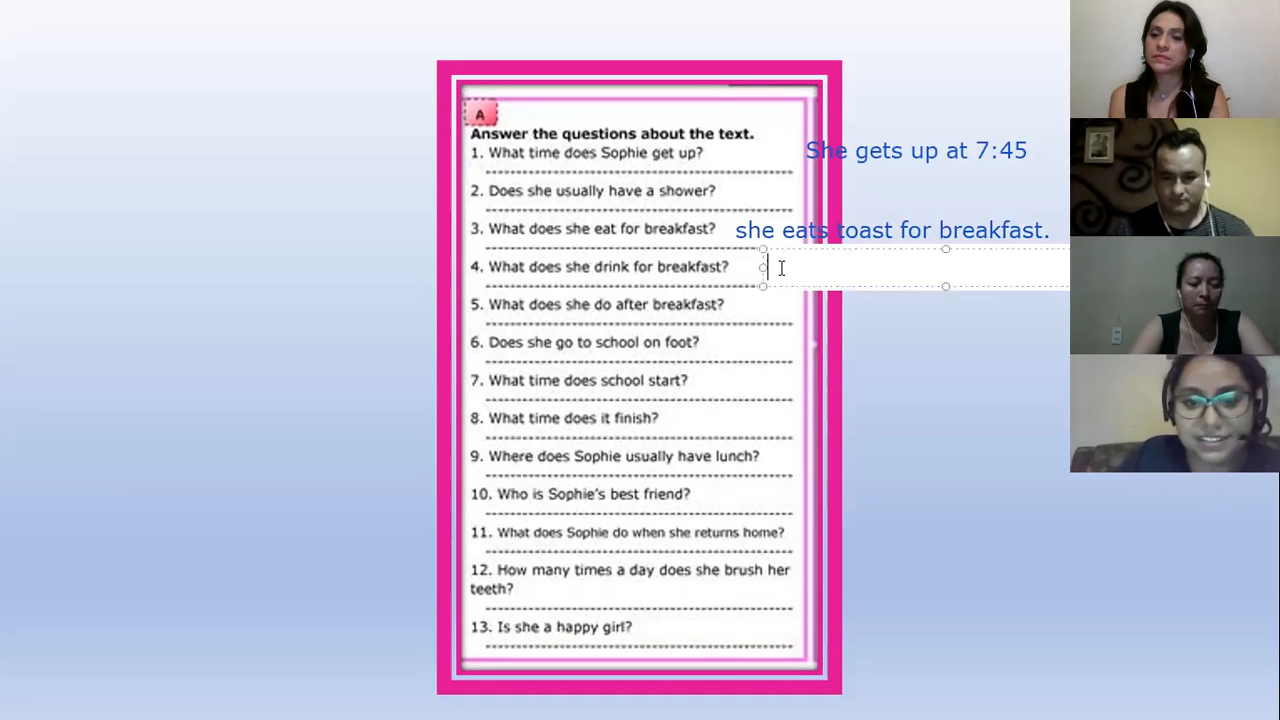 A
Answer the questions about the text.
1. What time does Sophie get up?
She gets up at 7:45
2. Does she usually have a shower?
3. What does she eat for breakfast?
she eats toast for breakfast.
4. What does she drink for breakfast?
5. What does she do after breakfast?
6. Does she go to school on foot?
7. What time does school start?
8. What time does it finish?
9. Where does Sophie usually have lunch?
10. Who is Sophie's best friend?
11. What does Sophie do when she returns home?
12. How many times a day does she brush her
teeth?
13. Is she a happy girl?